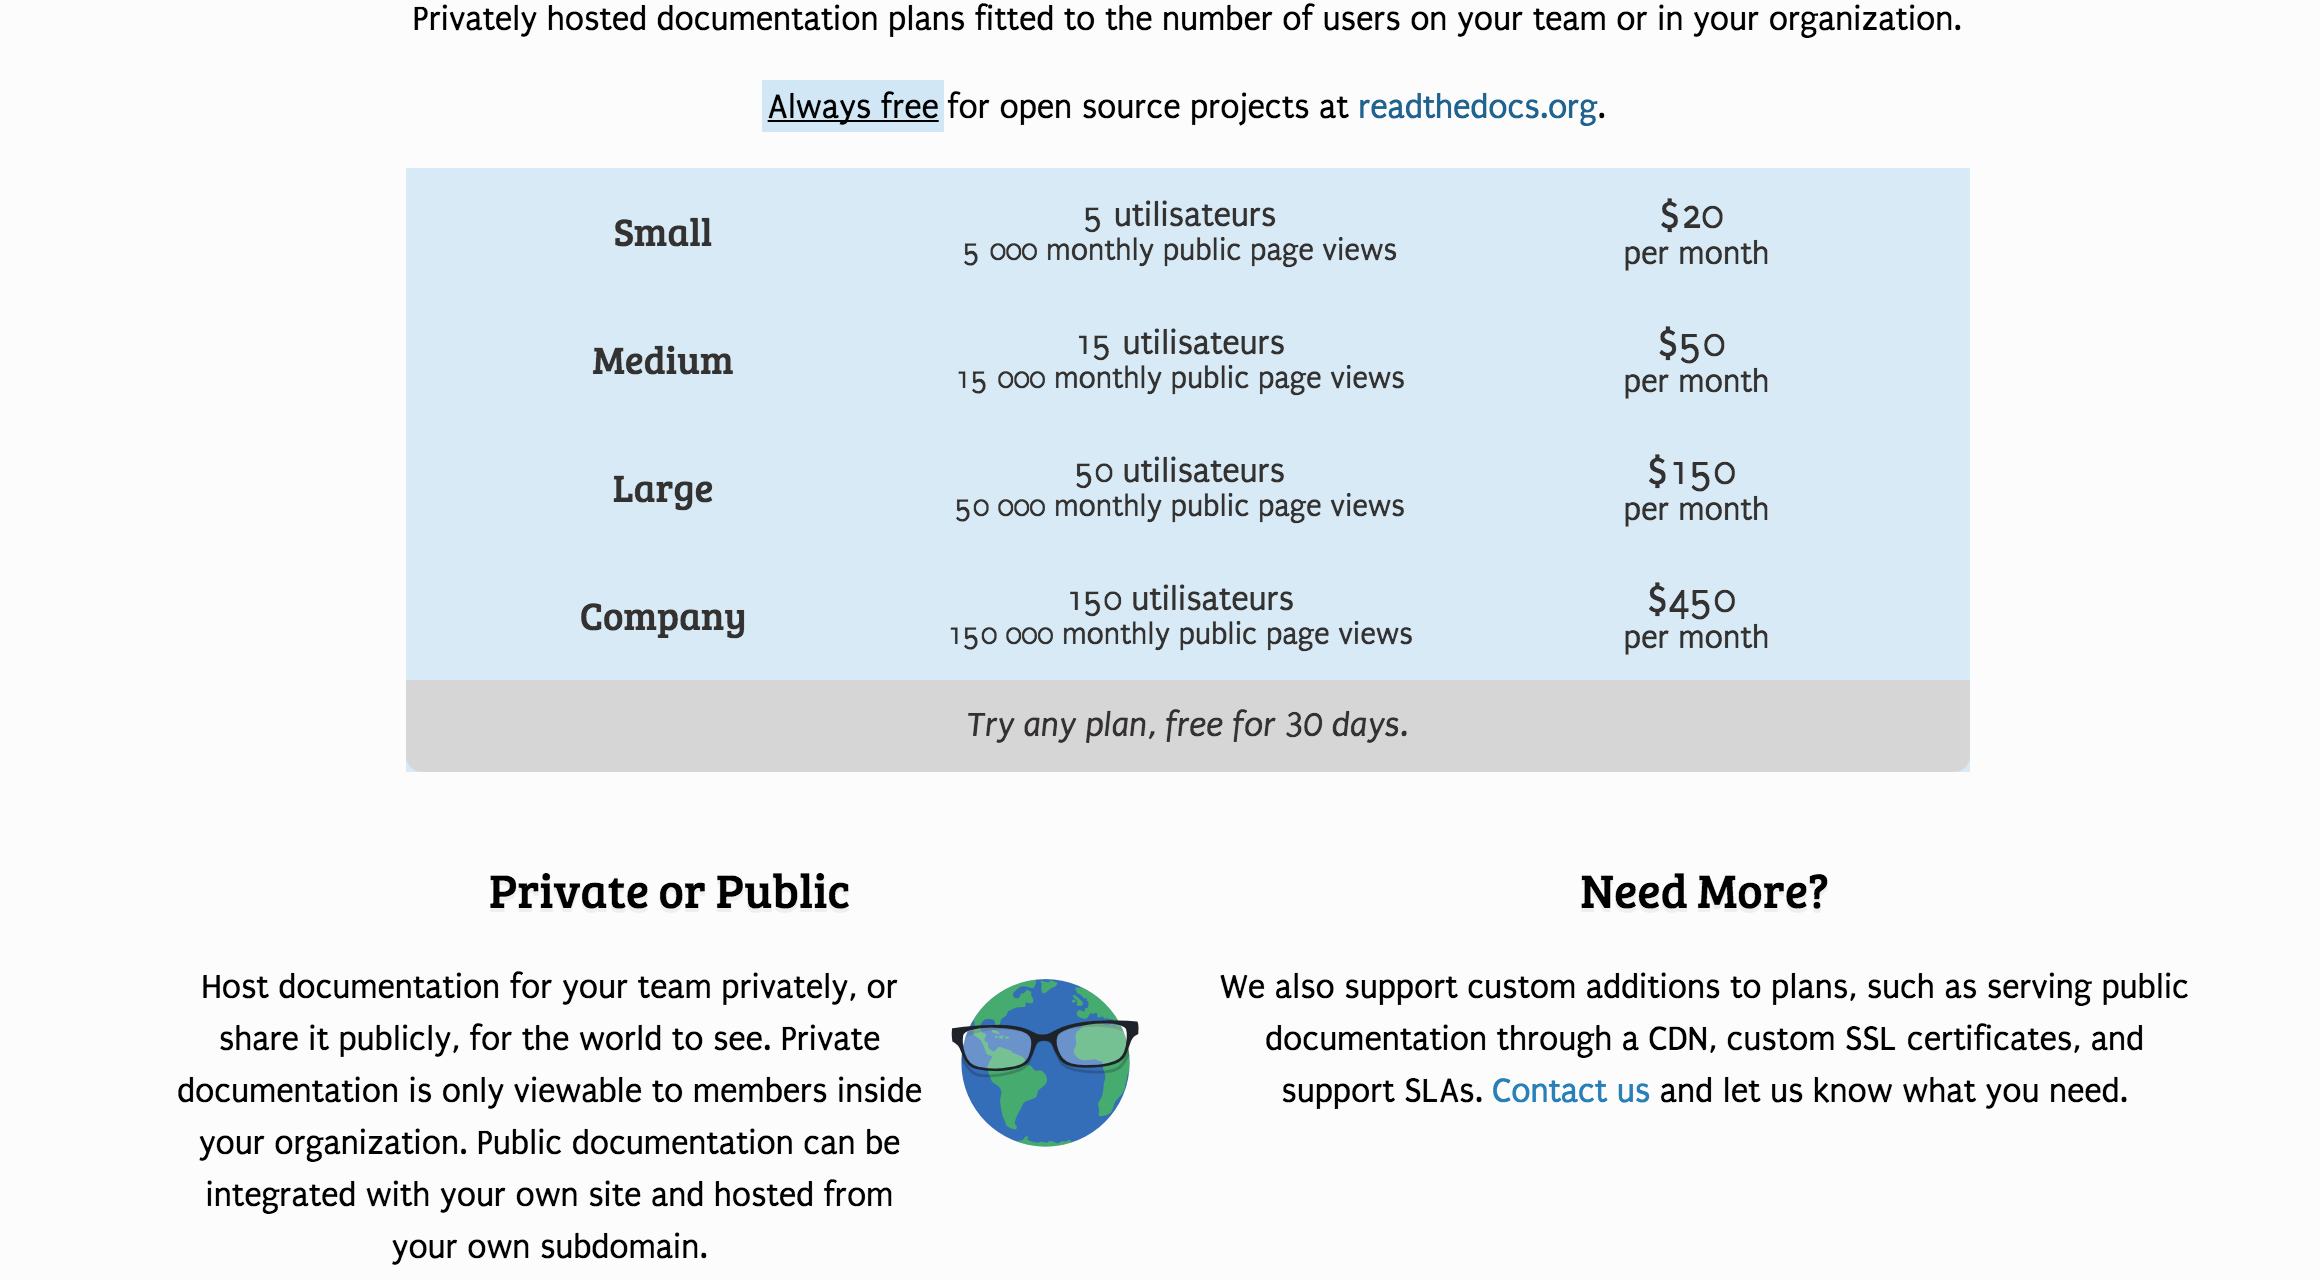 Privately hosted documentation plans fitted to the number of users on your team or in your organization.
Always free for open source projects at readthedocs.org.
Small
5 utilisateurs
5 000 monthly public page views
$20
per month
Medium
15 utilisateurs
15 000 monthly public page views
$50
per month
Large
50 utilisateurs
50 000 monthly public page views
$150
per month
Company
150 utilisateurs
150 000 monthly public page views
$450
per month
Try any plan, free for 30 days.
Private or Public
Host documentation for your team privately, or
share it publicly, for the world to see. Private
documentation is only viewable to members inside
your organization. Public documentation can be
integrated with your own site and hosted from
your own subdomain.
Need More?
We also support custom additions to plans, such as serving public
documentation through a CDN, custom SSL certificates, and
support SLAs. Contact us and let us know what you need.